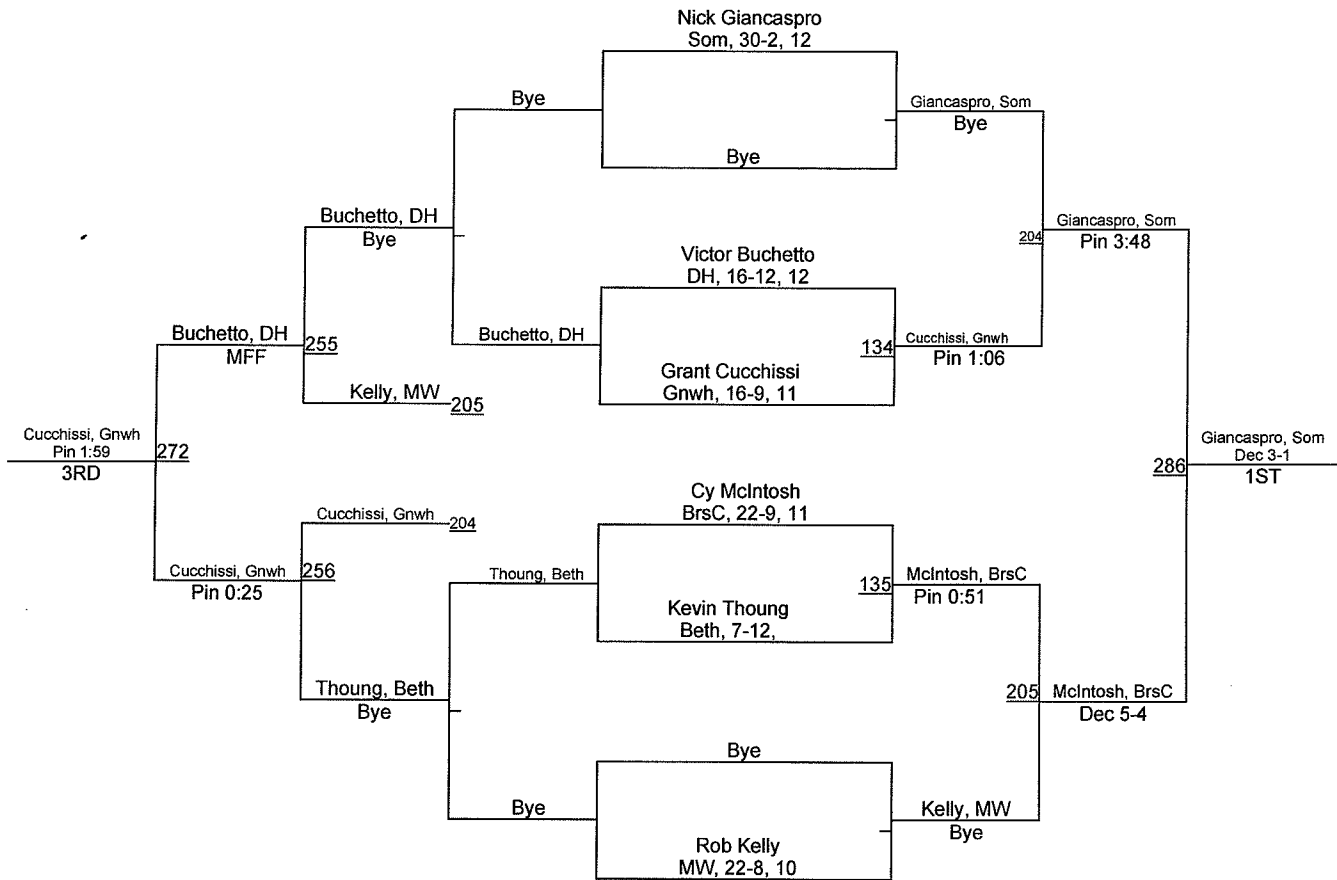 Nick Giancaspro
Som, 30-2, 12
Bye
Giancaspro, Som
Bye
Bye
Buchetto, DH
Bye
Giancaspro, Som
204
Pin 3:48
Victor Buchetto
DH, 16-12, 12
Buchetto, DH
MFF
255
Buchetto, DH
134
Cucchissi, Gnwh
Pin 1:06
Grant Cucchissi
Gnwh, 16-9, 11
Kelly, MW
205
Cucchissi, Gnwh
Pin 1:59
3RD
272
286
Giancaspro, Som
Dec 3-1
1ST
Cy McIntosh
BrsC, 22-9, 11
Cucchissi, Gnwh
204
Cucchissi, Gnwh
Pin 0:25
256
Thoung, Beth
135
McIntosh, BrsC
Pin 0:51
Kevin Thoung
Beth, 7-12,
Thoung, Beth
Bye
205
McIntosh, BrsC
Dec 5-4
Bye
Bye
Kelly, MW
Bye
Rob Kelly
MW, 22-8, 10